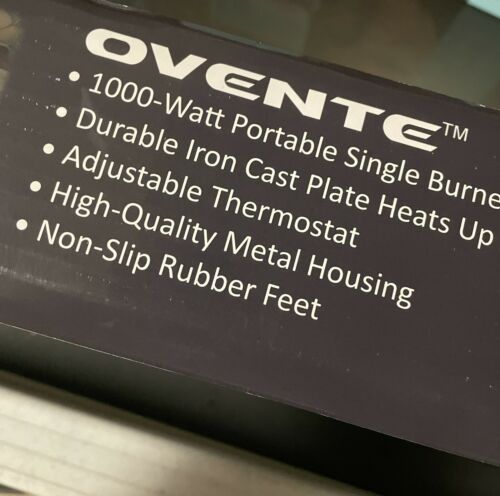 OVENTE™
• 1000-Watt Portable Single Burne
• Durable Iron Cast Plate Heats Up
• Adjustable Thermostat
• High-Quality Metal Housing
• Non-Slip Rubber Feet